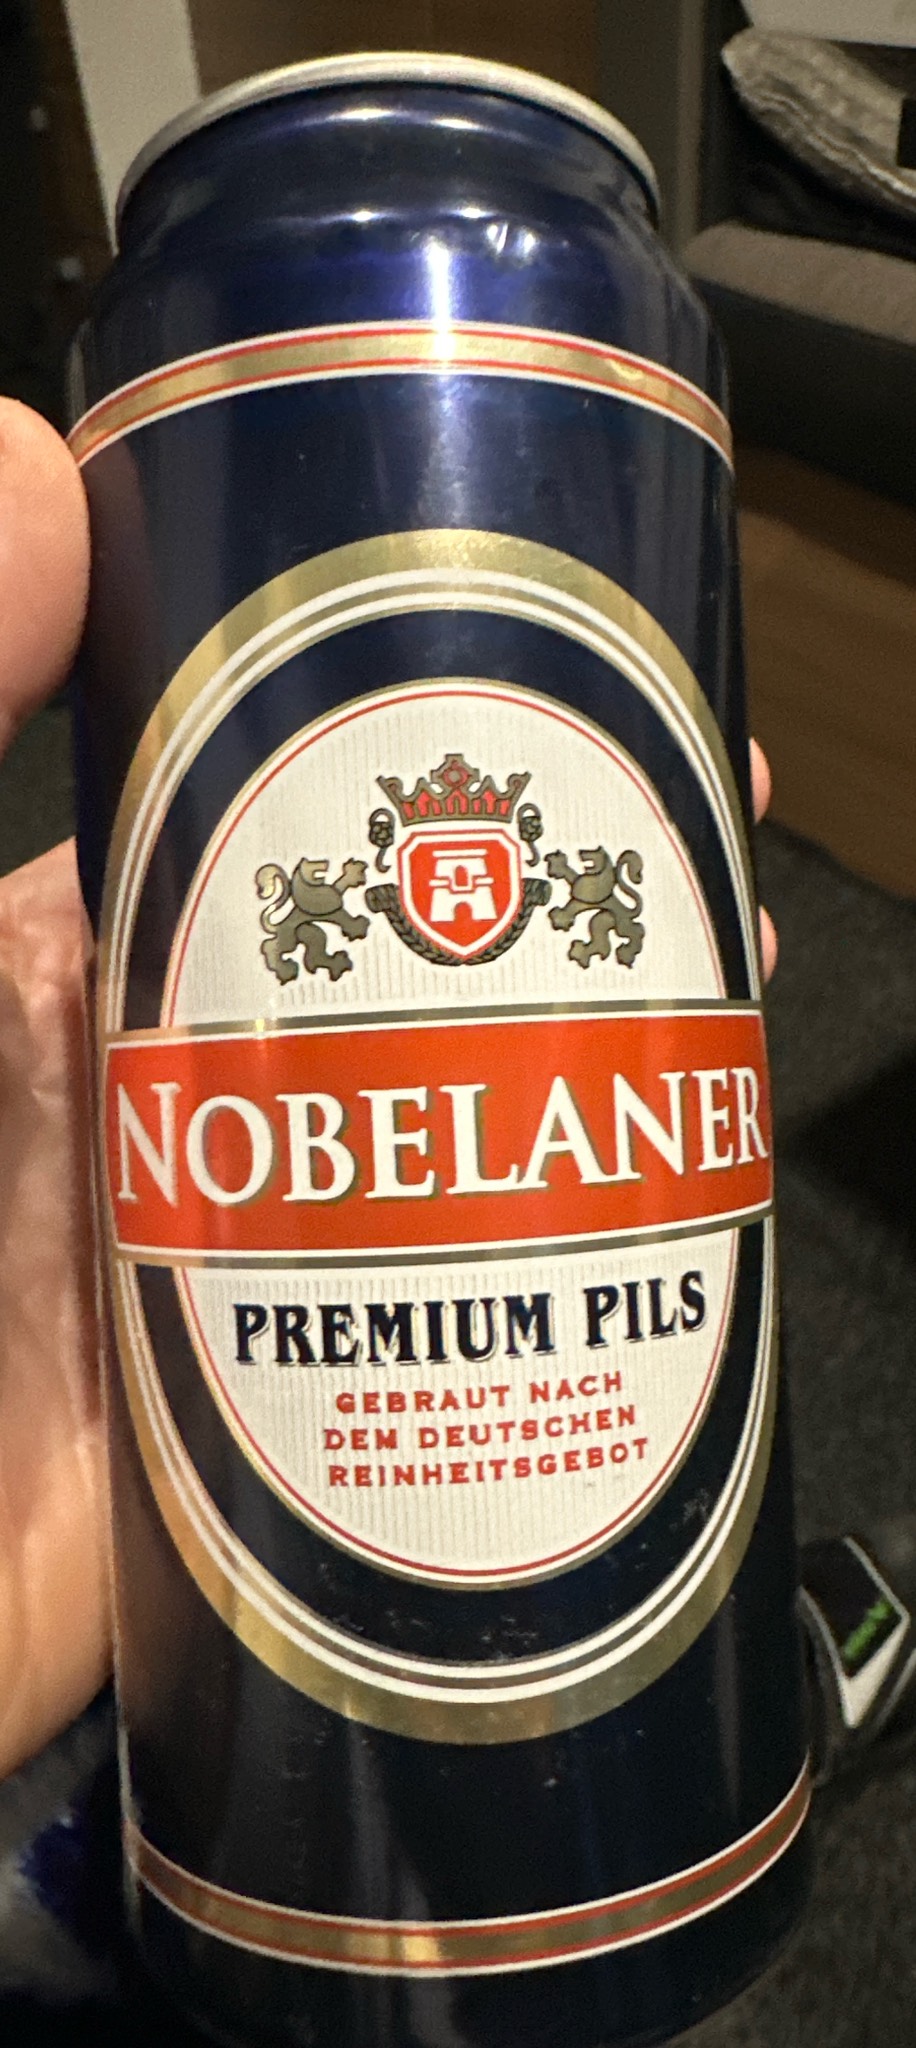 NOBELANER
PREMIUM PILS
GEBRAUT NACH
DEM DEUTSCHEN
REINHEITSGEBOT